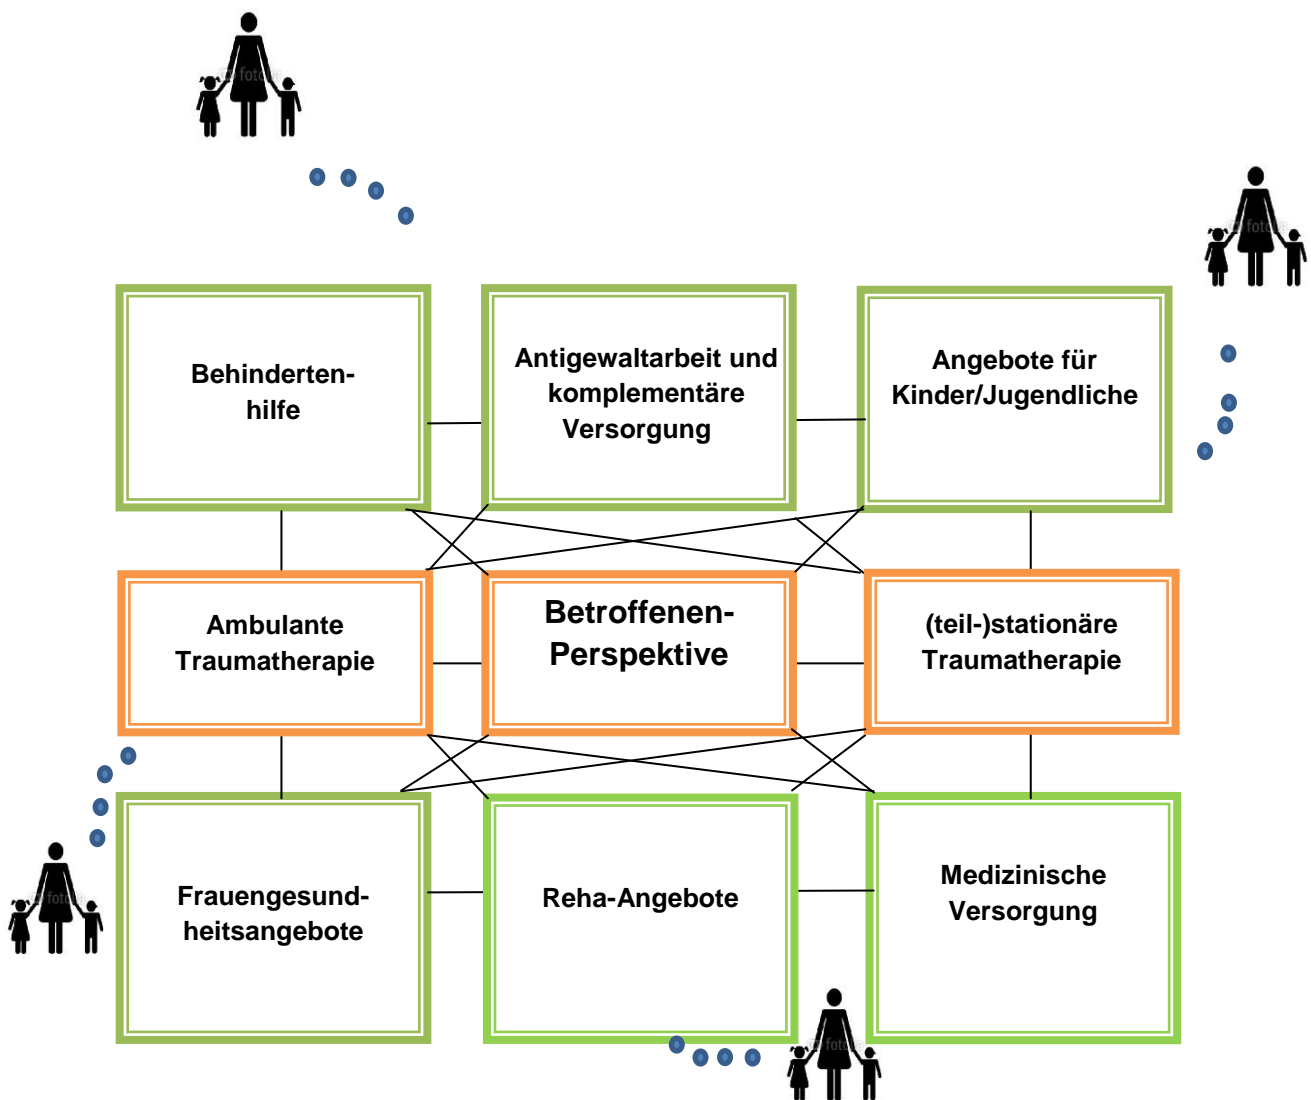 Behinderten-
hilfe
Antigewaltarbeit und
komplementäre
Versorgung
Angebote für
Kinder/Jugendliche
Ambulante
Traumatherapie
Betroffenen-
Perspektive
(teil-)stationäre
Traumatherapie
Frauengesund-
heitsangebote
Reha-Angebote
Medizinische
Versorgung